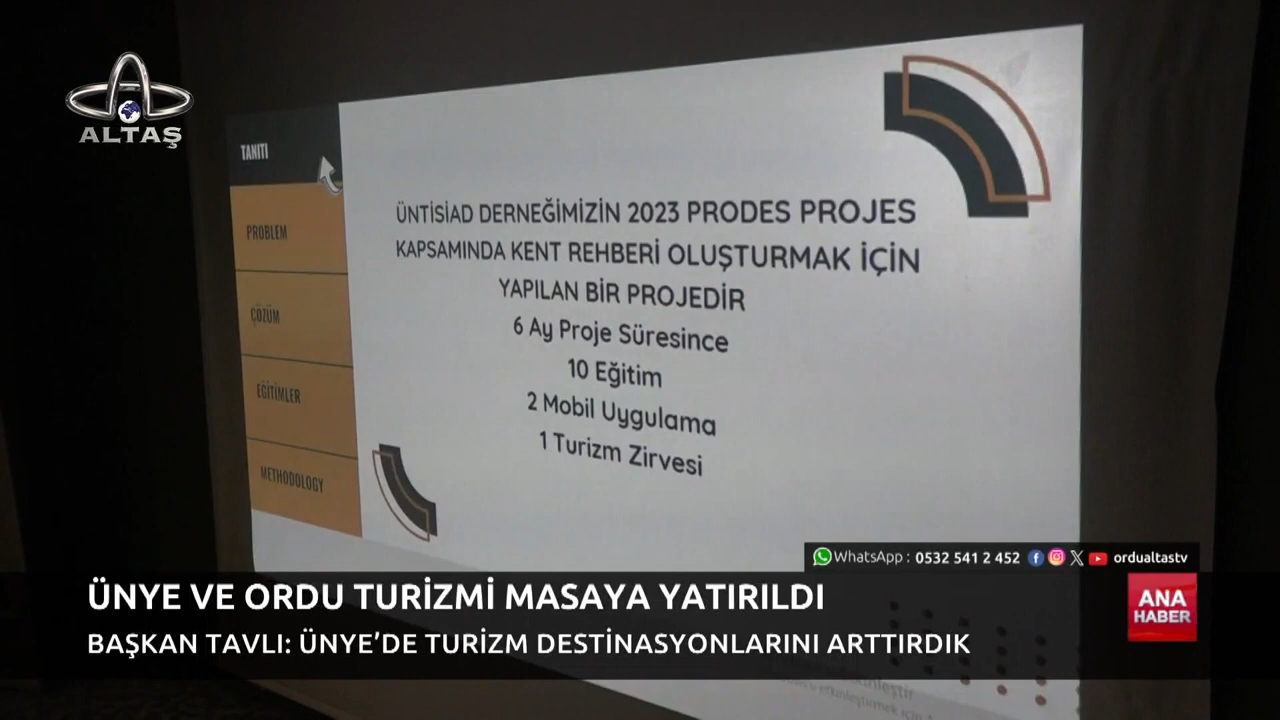 ALTAŞ
TANITI
PROBLEM
ÇÖZÜM
EĞİTİMLER
METHODOLOGY
ÜNTİSİAD DERNEĞİMİZİN 2023 PRODES PROJES
KAPSAMINDA KENT REHBERİ OLUŞTURMAK İÇİN
YAPILAN BİR PROJEDİR
6 Ay Proje Süresince
10 Eğitim
2 Mobil Uygulama
1 Turizm Zirvesi
WhatsApp : 0532 541 2 452 ordualtastv
ÜNYE VE ORDU TURİZMİ MASAYA YATIRILDI
BAŞKAN TAVLI: ÜNYE’DE TURİZM DESTİNASYONLARINI ARTTIRDIK
ANA
HABER